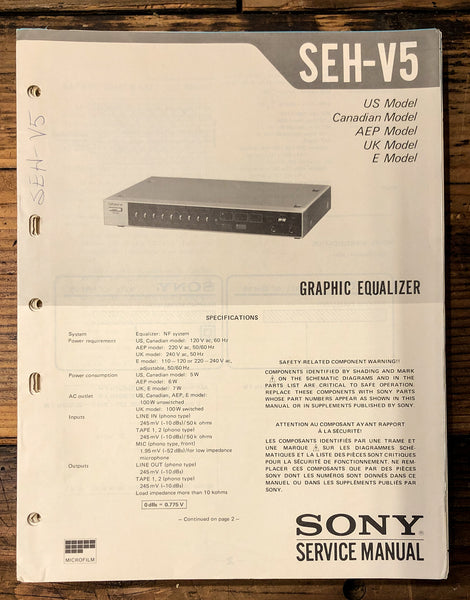 SEH-V5
SEH-V5
US Model
Canadian Model
AEP Model
UK Model
E Model
GRAPHIC EQUALIZER
SPECIFICATIONS
System Equalizer: NF system
Power requirement US, Canadian model: 120 V ac, 60 Hz
AEP model: 220 V ac, 50/60 Hz
UK model: 240 V ac, 50 Hz
E model: 110 – 120 or 220 – 240 V ac,
adjustable, 50/60 Hz
Power consumption US, Canadian model: 5 W
AEP model: 6 W
UK E model: 7 W
AC outlet US, Canadian, AEP, E model:
100 W unswitched
UK model: 100 W switched
Inputs LINE IN (phono type)
245 mV (–10 dBs)/50 k ohms
TAPE 1, 2 (phono type)
245 mV (–10 dBs)/50 k ohms
MIC (phono type, front)
1.95 mV (–52 dBs)/for low impedance
microphone
Outputs LINE OUT (phono type)
245 mV (–10 dBs)
TAPE 1, 2 (phono type)
245 mV (–10 dBs)
Load impedance more than 10 kohms
0 dBs = 0.775 V
– Continued on page 2 –
SAFETY-RELATED COMPONENT WARNING!!
COMPONENTS IDENTIFIED BY SHADING AND MARK
⚠ ON THE SCHEMATIC DIAGRAMS AND IN THE
PARTS LIST ARE CRITICAL TO SAFE OPERATION.
REPLACE THESE COMPONENTS WITH SONY PARTS
WHOSE PART NUMBERS APPEAR AS SHOWN IN THIS
MANUAL OR IN SUPPLEMENTS PUBLISHED BY SONY.
ATTENTION AU COMPOSANT AYANT RAPPORT
À LA SÉCURITÉ!
LES COMPOSANTS IDENTIFIÉS PAR UNE TRAME ET
UNE MARQUE ⚠ SUR LES DIAGRAMMES SCHÉ-
MATIQUES ET LA LISTE DES PIÈCES SONT CRITIQUES
POUR LA SÉCURITÉ DE FONCTIONNEMENT. NE REM-
PLACER CES COMPOSANTS QUE PAR DES PIÈCES
SONY DONT LES NUMÉROS SONT DONNÉS DANS CE
MANUEL OU DANS LES SUPPLÉMENTS PUBLIÉS PAR
SONY.
MICROFILM
SONY
SERVICE MANUAL